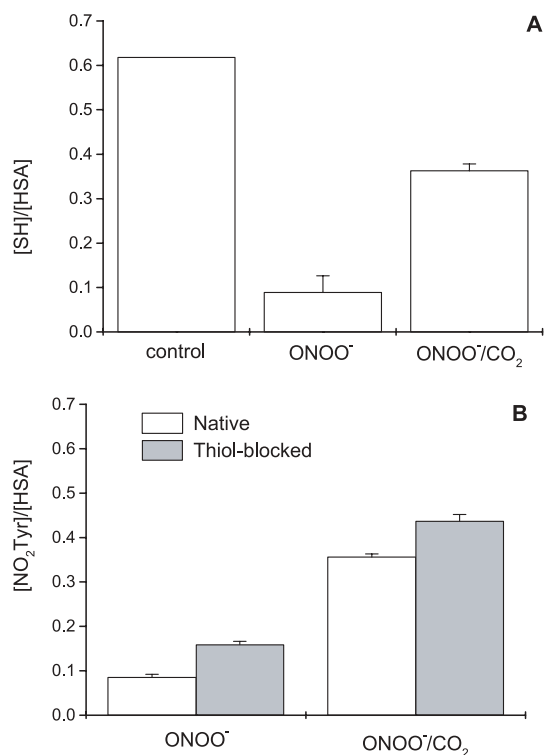 A
[SH]/[HSA]
0.7
0.6
0.5
0.4
0.3
0.2
0.1
0.0
control
ONOO⁻
ONOO⁻/CO₂
B
[NO₂Tyr]/[HSA]
0.7
0.6
0.5
0.4
0.3
0.2
0.1
0.0
Native
Thiol-blocked
ONOO⁻
ONOO⁻/CO₂